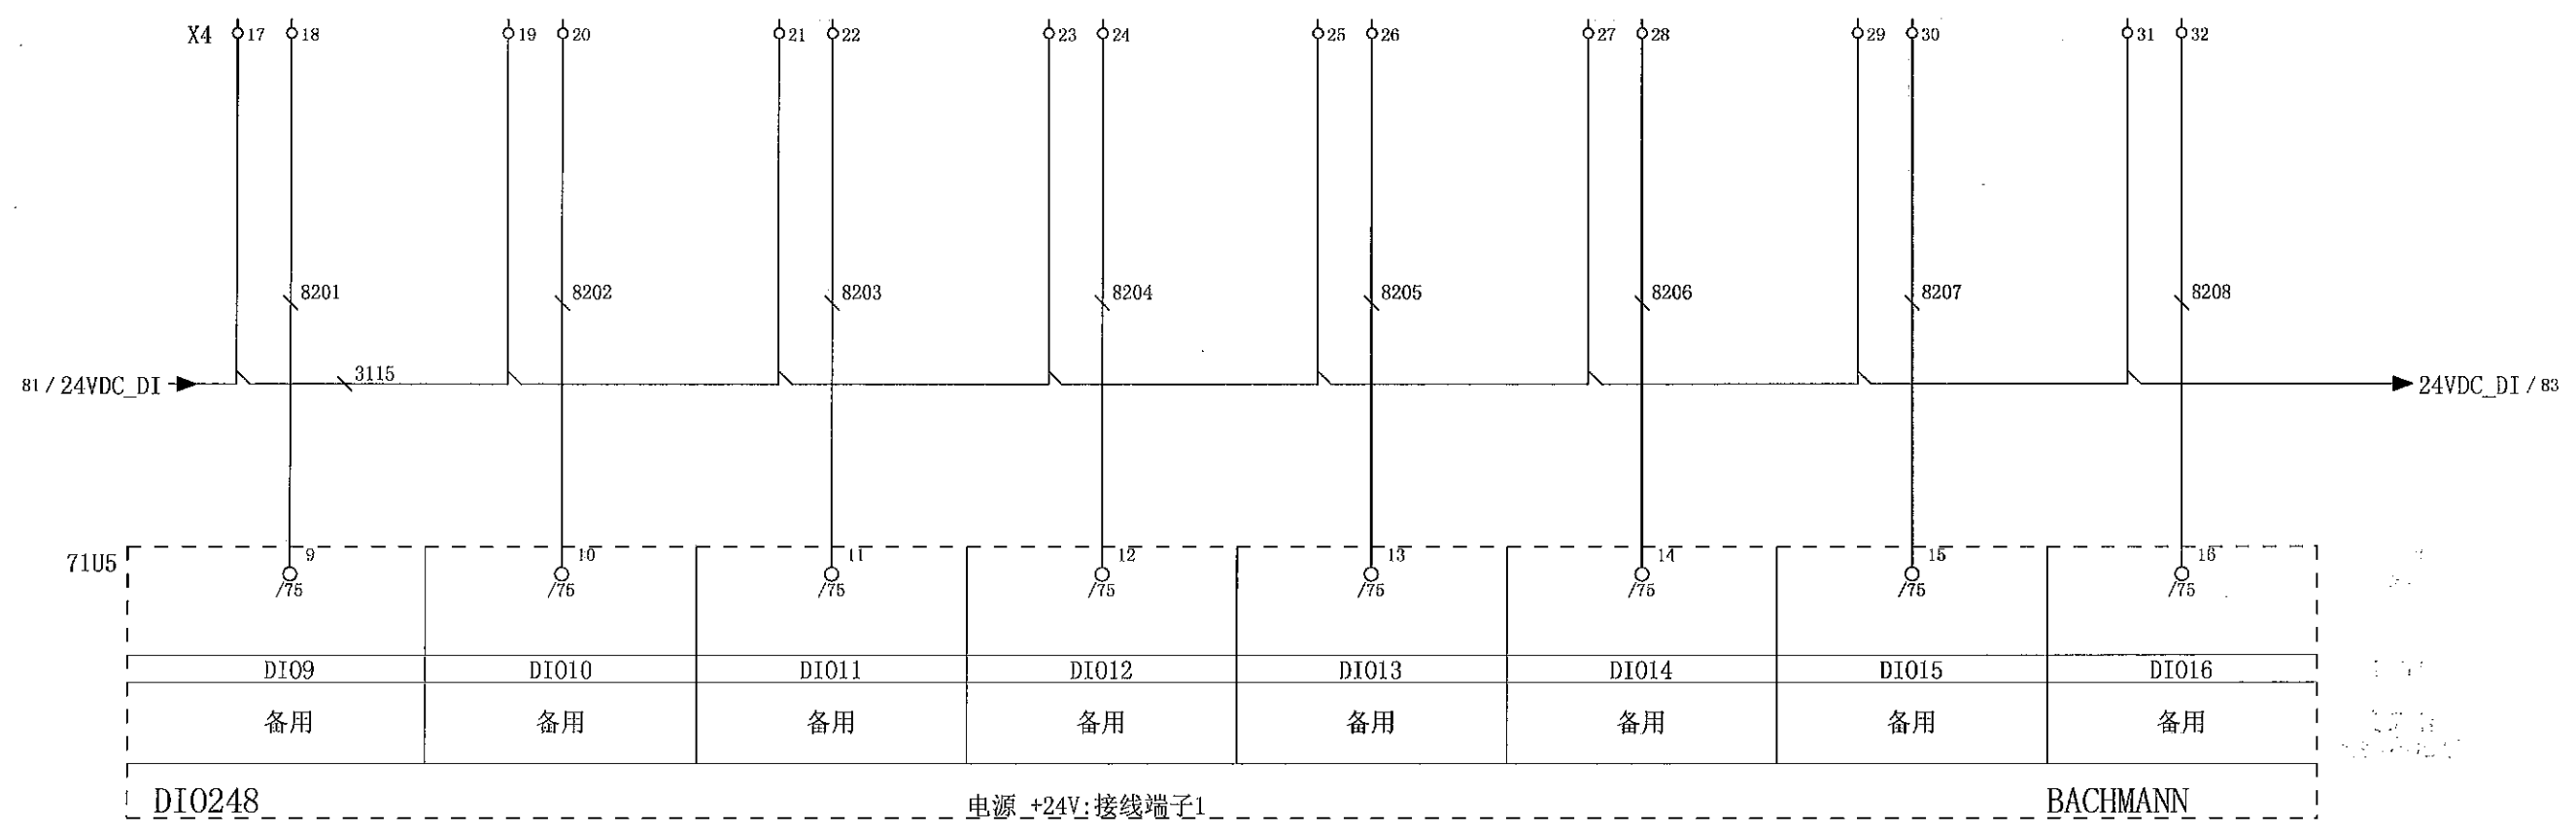 X4 17 18 19 20 21 22 23 24 25 26 27 28 29 30 31 32
8201 8202 8203 8204 8205 8206 8207 8208
3115
81 / 24VDC_DI 24VDC_DI / 83
71U5 9 10 11 12 13 14 15 16
/75 /75 /75 /75 /75 /75 /75 /75
DIO9 DIO10 DIO11 DIO12 DIO13 DIO14 DIO15 DIO16
备用 备用 备用 备用 备用 备用 备用 备用
DIO248 电源 +24V:接线端子1 BACHMANN